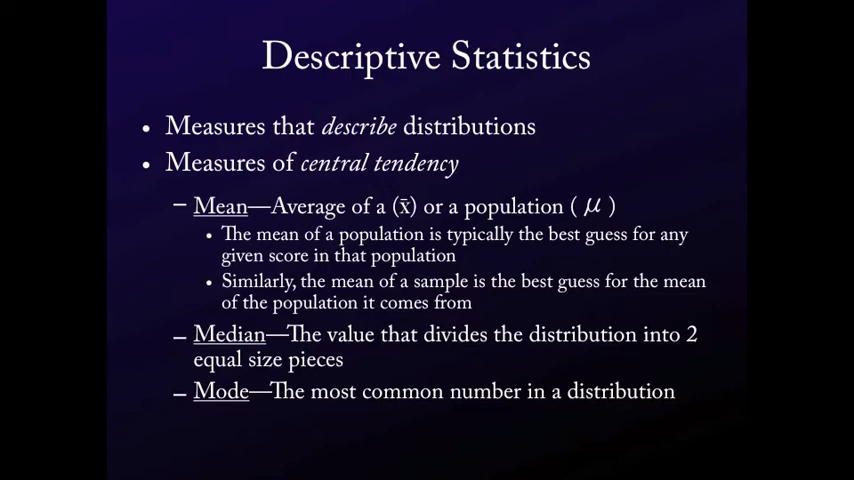 Descriptive Statistics
• Measures that describe distributions
• Measures of central tendency
– Mean—Average of a (x̄) or a population ( μ )
• The mean of a population is typically the best guess for any
given score in that population
• Similarly, the mean of a sample is the best guess for the mean
of the population it comes from
– Median—The value that divides the distribution into 2
equal size pieces
– Mode—The most common number in a distribution